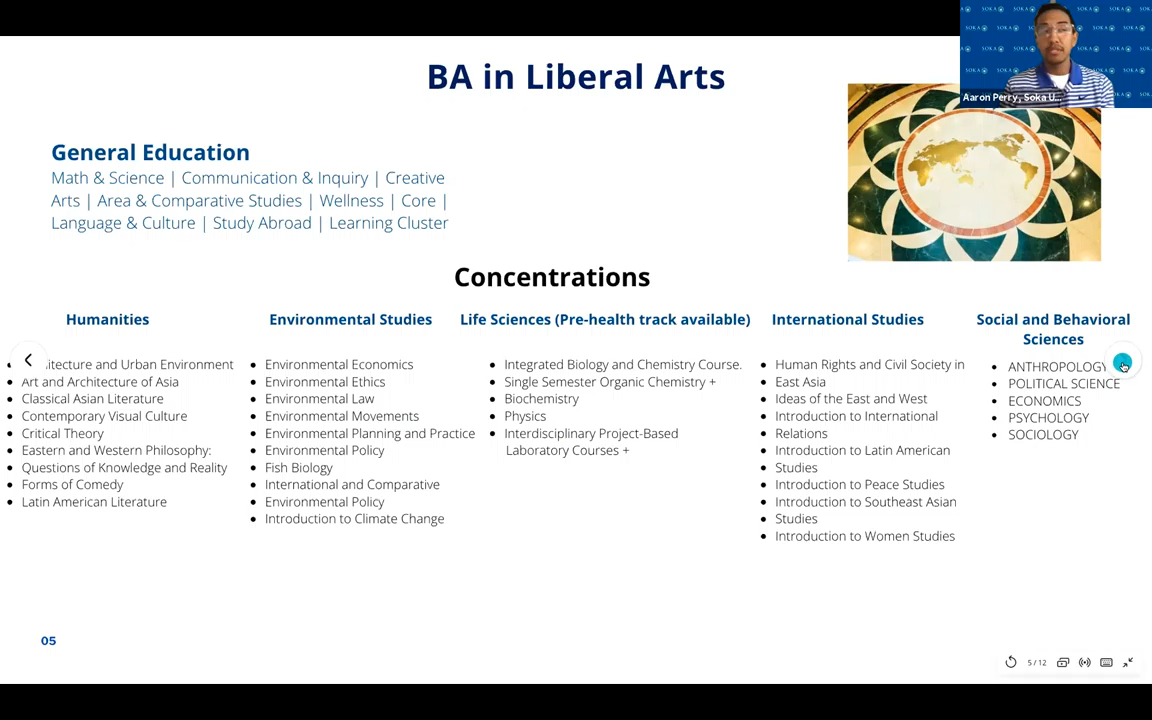 SOKA
Aaron Perry, Soka U...
BA in Liberal Arts
General Education
Math & Science | Communication & Inquiry | Creative
Arts | Area & Comparative Studies | Wellness | Core |
Language & Culture | Study Abroad | Learning Cluster
Concentrations
Humanities
itecture and Urban Environment
Art and Architecture of Asia
Classical Asian Literature
Contemporary Visual Culture
Critical Theory
Eastern and Western Philosophy:
Questions of Knowledge and Reality
Forms of Comedy
Latin American Literature
Environmental Studies
Environmental Economics
Environmental Ethics
Environmental Law
Environmental Movements
Environmental Planning and Practice
Environmental Policy
Fish Biology
International and Comparative
Environmental Policy
Introduction to Climate Change
Life Sciences (Pre-health track available)
Integrated Biology and Chemistry Course.
Single Semester Organic Chemistry +
Biochemistry
Physics
Interdisciplinary Project-Based
Laboratory Courses +
International Studies
Human Rights and Civil Society in
East Asia
Ideas of the East and West
Introduction to International
Relations
Introduction to Latin American
Studies
Introduction to Peace Studies
Introduction to Southeast Asian
Studies
Introduction to Women Studies
Social and Behavioral
Sciences
ANTHROPOLOGY
POLITICAL SCIENCE
ECONOMICS
PSYCHOLOGY
SOCIOLOGY
05
5 / 12